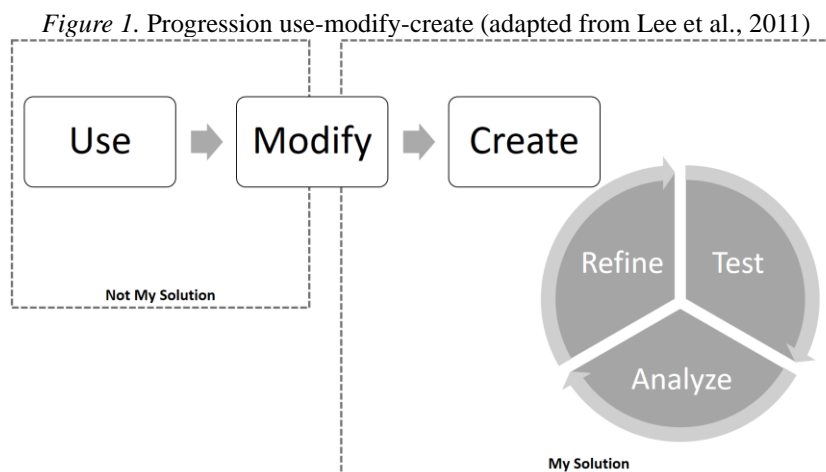 Figure 1. Progression use-modify-create (adapted from Lee et al., 2011)
Use
Modify
Create
Refine
Test
Analyze
Not My Solution
My Solution